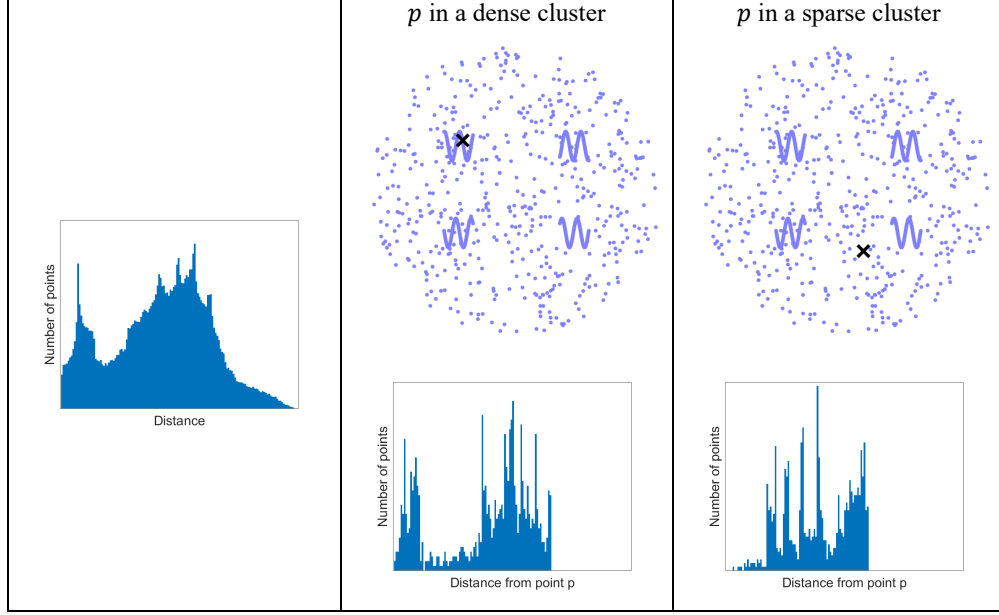 𝑝 in a dense cluster
𝑝 in a sparse cluster
Number of points
Distance
Number of points
Distance from point p
Number of points
Distance from point p